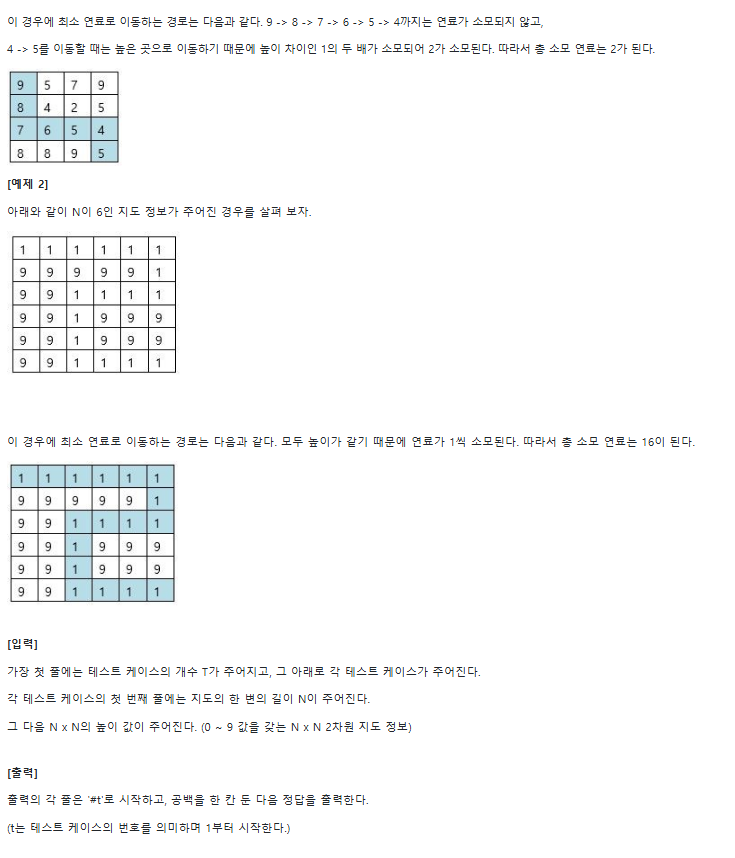 이 경우에 최소 연료로 이동하는 경로는 다음과 같다. 9 -> 8 -> 7 -> 6 -> 5 -> 4까지는 연료가 소모되지 않고,
4 -> 5를 이동할 때는 높은 곳으로 이동하기 때문에 높이 차이인 1의 두 배가 소모되어 2가 소모된다. 따라서 총 소모 연료는 2가 된다.
9 5 7 9
8 4 2 5
7 6 5 4
8 8 9 5
[예제 2]
아래와 같이 N이 6인 지도 정보가 주어진 경우를 살펴 보자.
1 1 1 1 1 1
9 9 9 9 9 1
9 9 1 1 1 1
9 9 1 9 9 9
9 9 1 9 9 9
9 9 1 1 1 1
이 경우에 최소 연료로 이동하는 경로는 다음과 같다. 모두 높이가 같기 때문에 연료가 1씩 소모된다. 따라서 총 소모 연료는 16이 된다.
1 1 1 1 1 1
9 9 9 9 9 1
9 9 1 1 1 1
9 9 1 9 9 9
9 9 1 9 9 9
9 9 1 1 1 1
[입력]
가장 첫 줄에는 테스트 케이스의 개수 T가 주어지고, 그 아래로 각 테스트 케이스가 주어진다.
각 테스트 케이스의 첫 번째 줄에는 지도의 한 변의 길이 N이 주어진다.
그 다음 N x N의 높이 값이 주어진다. (0 ~ 9 값을 갖는 N x N 2차원 지도 정보)
[출력]
출력의 각 줄은 '#t'로 시작하고, 공백을 한 칸 둔 다음 정답을 출력한다.
(t는 테스트 케이스의 번호를 의미하며 1부터 시작한다.)